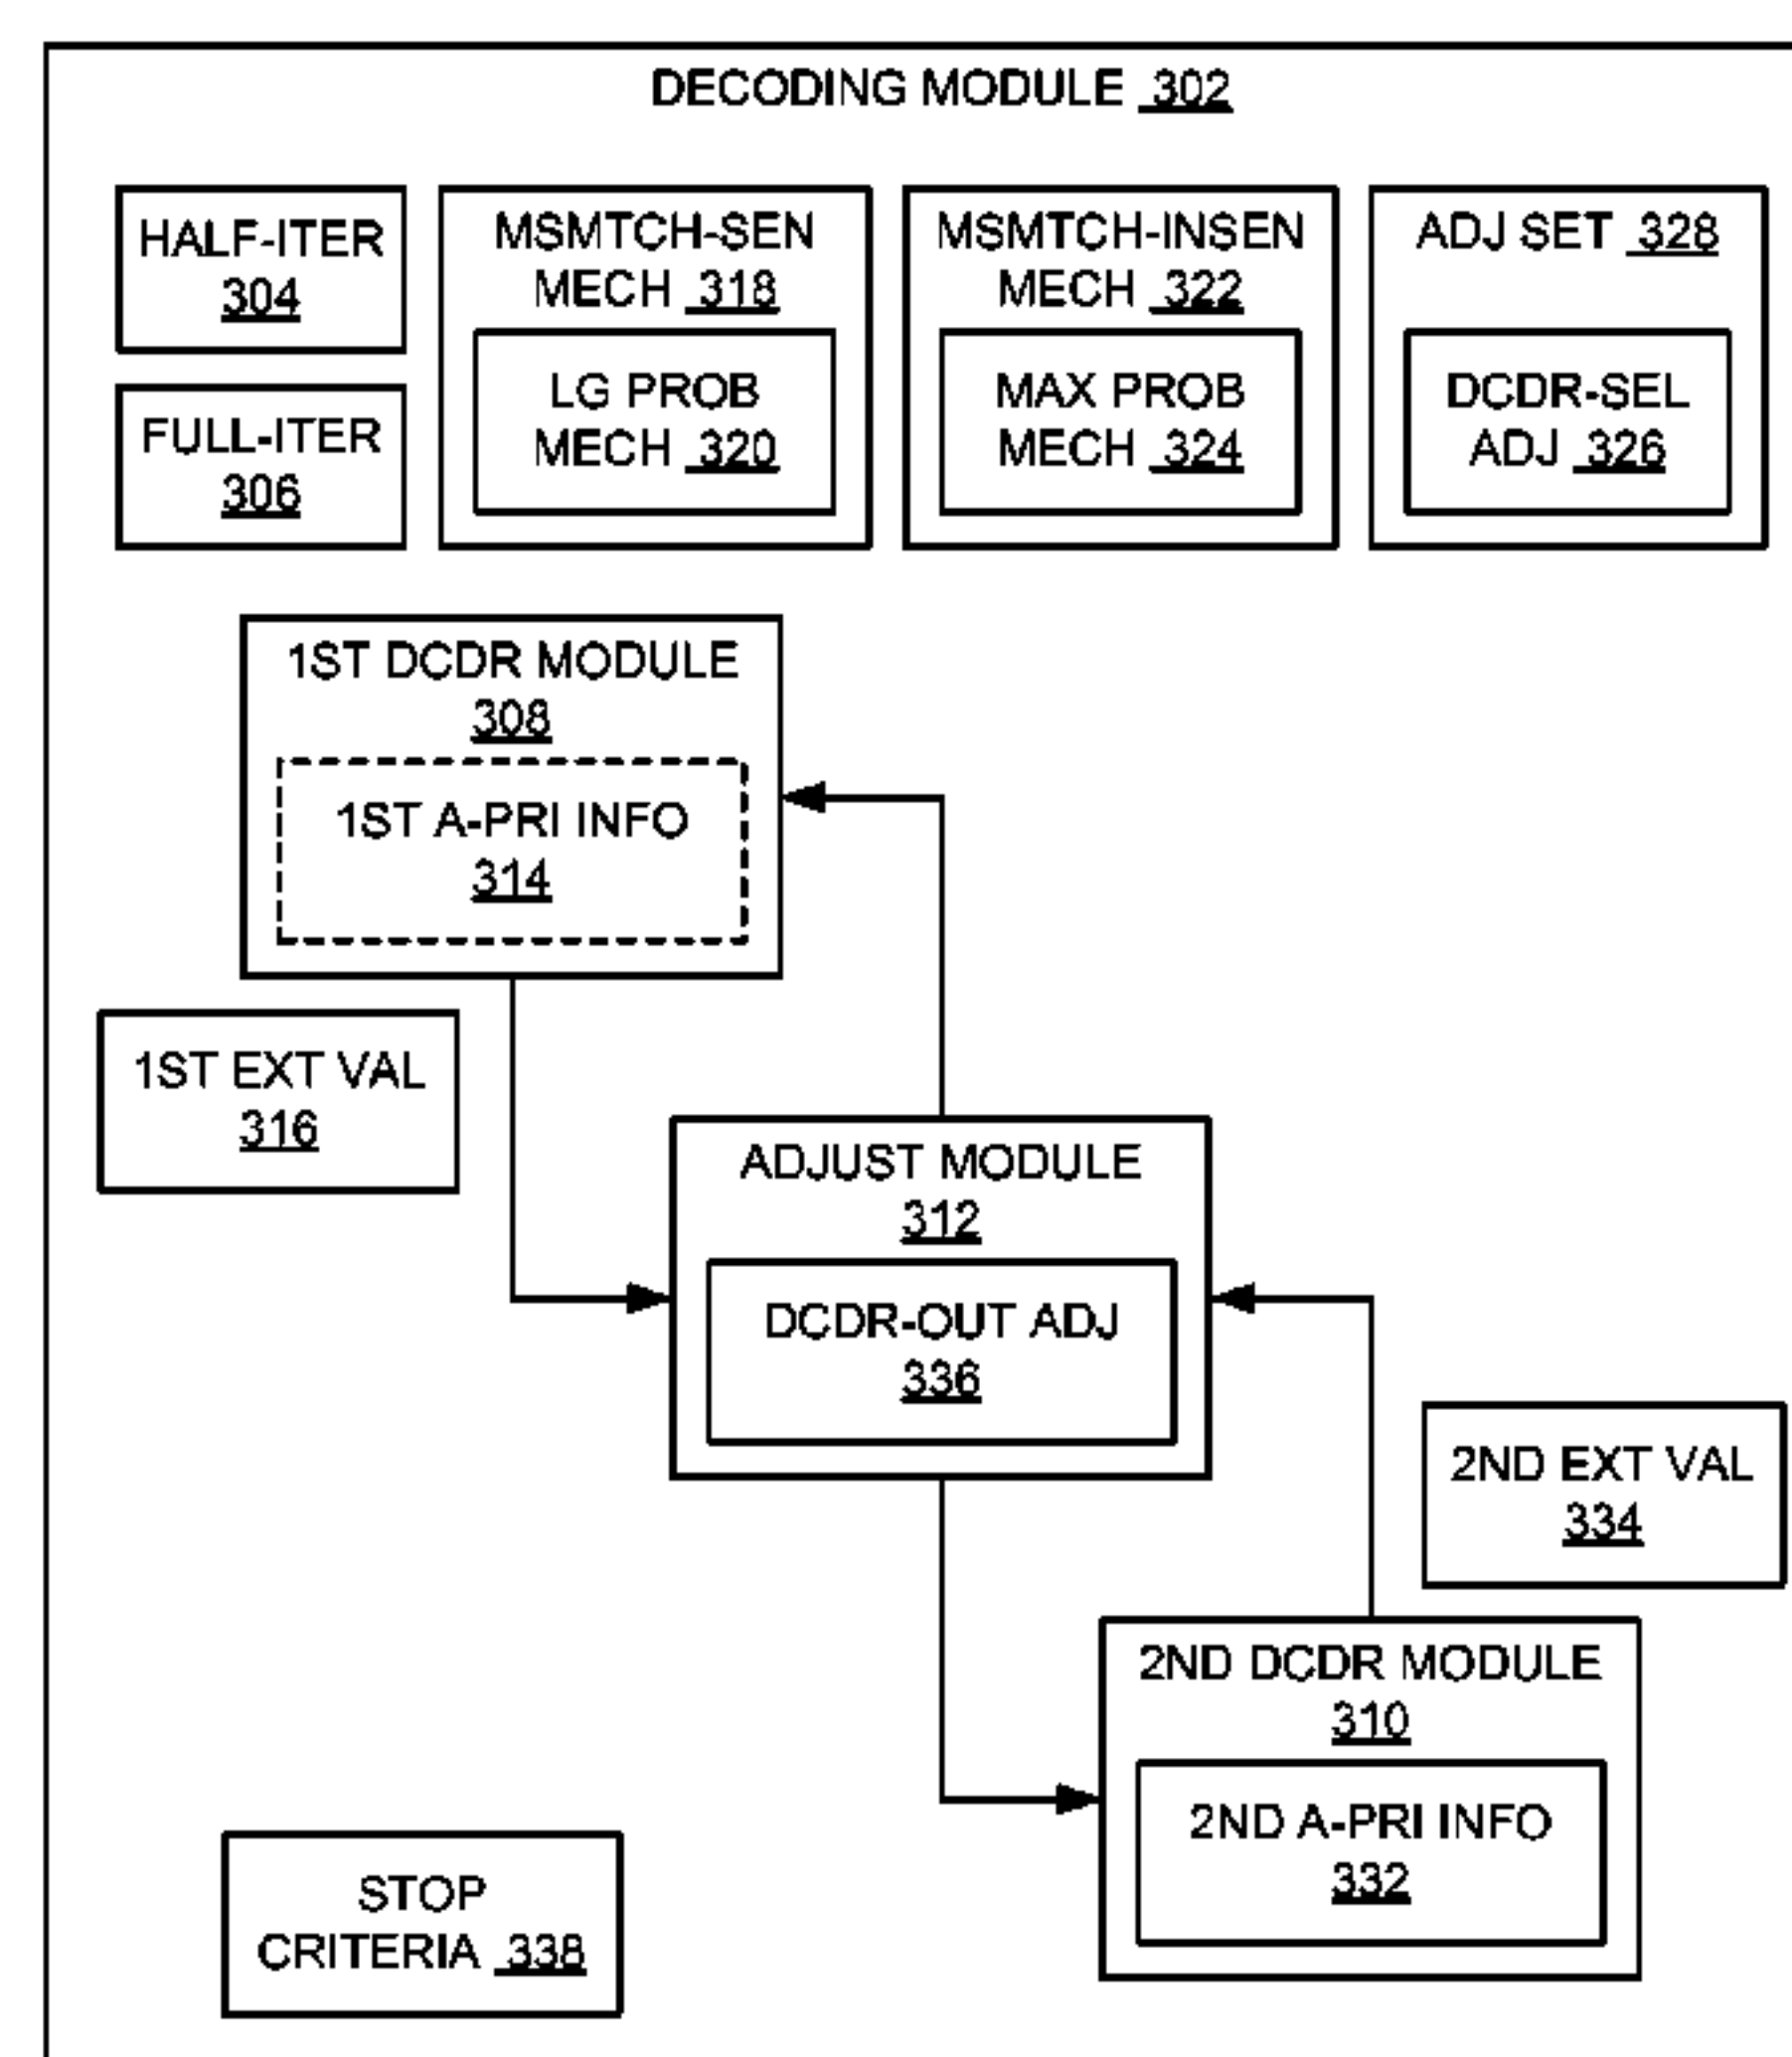 DECODING MODULE 302
HALF-ITER
304
FULL-ITER
306
MSMTCH-SEN
MECH 318
LG PROB
MECH 320
MSMTCH-INSEN
MECH 322
MAX PROB
MECH 324
ADJ SET 328
DCDR-SEL
ADJ 326
1ST DCDR MODULE
308
1ST A-PRI INFO
314
1ST EXT VAL
316
ADJUST MODULE
312
DCDR-OUT ADJ
336
2ND EXT VAL
334
2ND DCDR MODULE
310
2ND A-PRI INFO
332
STOP
CRITERIA 338